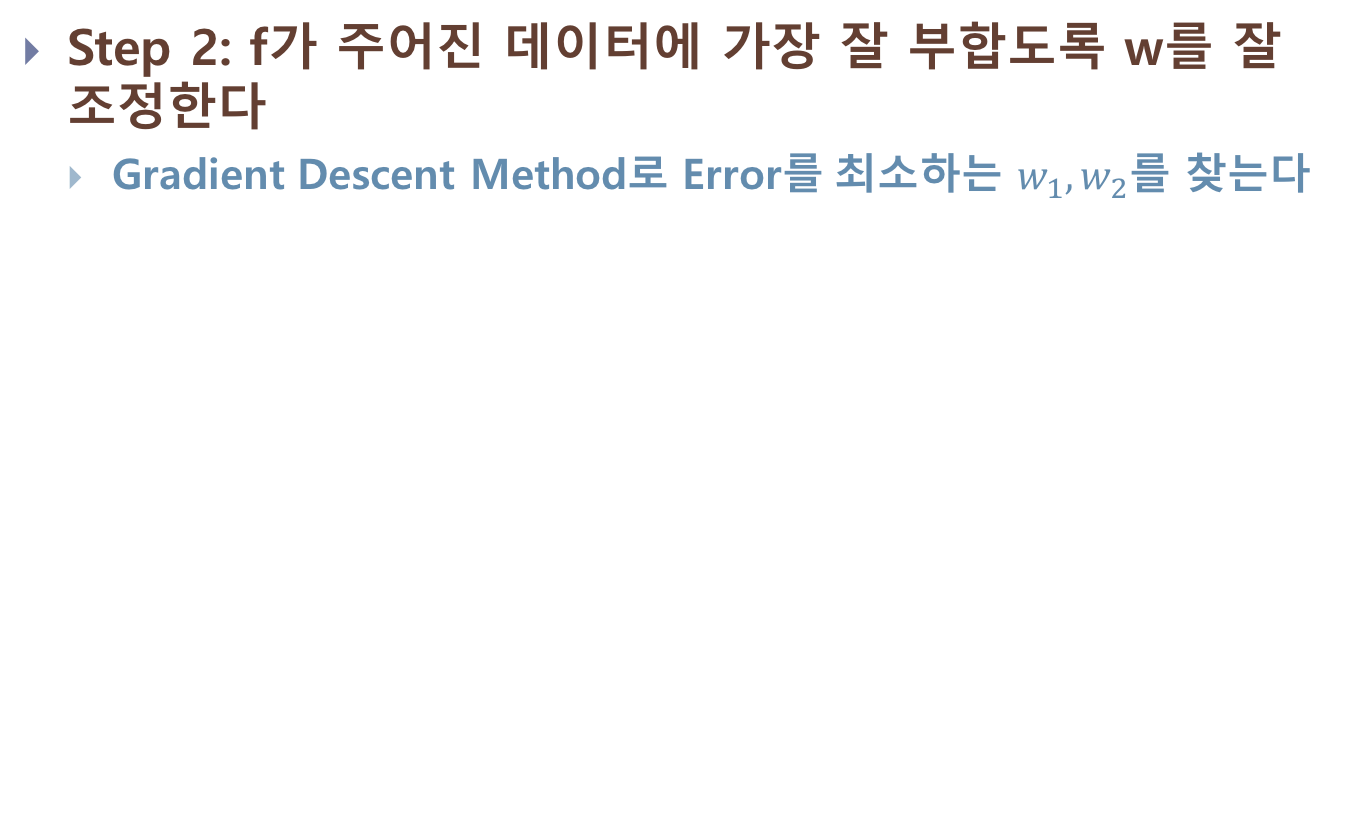 Step 2: f가 주어진 데이터에 가장 잘 부합도록 w를 잘
조정한다
Gradient Descent Method로 Error를 최소하는 w₁, w₂를 찾는다